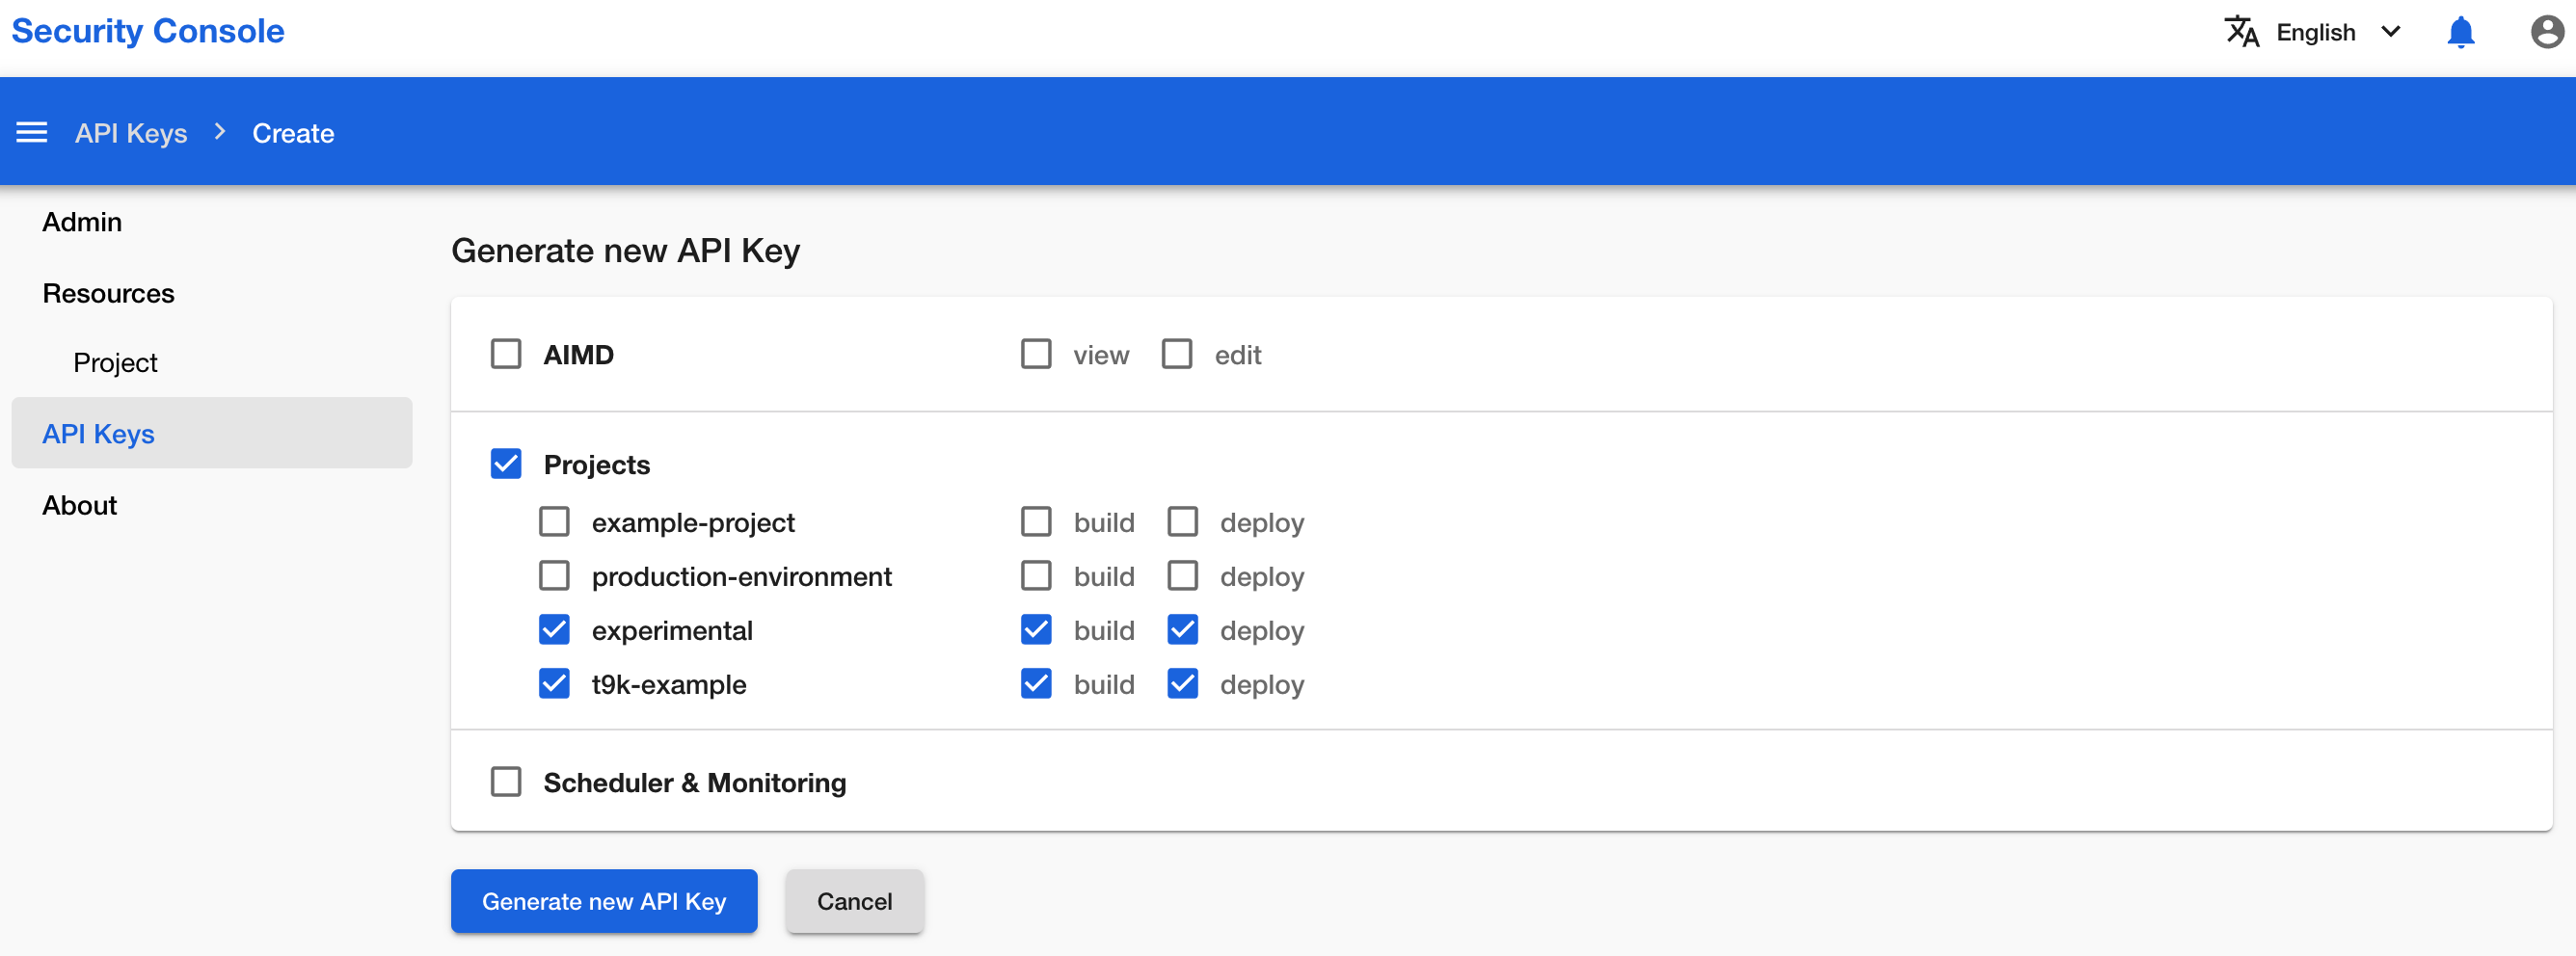 Security Console
English
API Keys > Create
Admin
Resources
Project
API Keys
About
Generate new API Key
AIMD view edit
Projects
example-project build deploy
production-environment build deploy
experimental build deploy
t9k-example build deploy
Scheduler & Monitoring
Generate new API Key Cancel